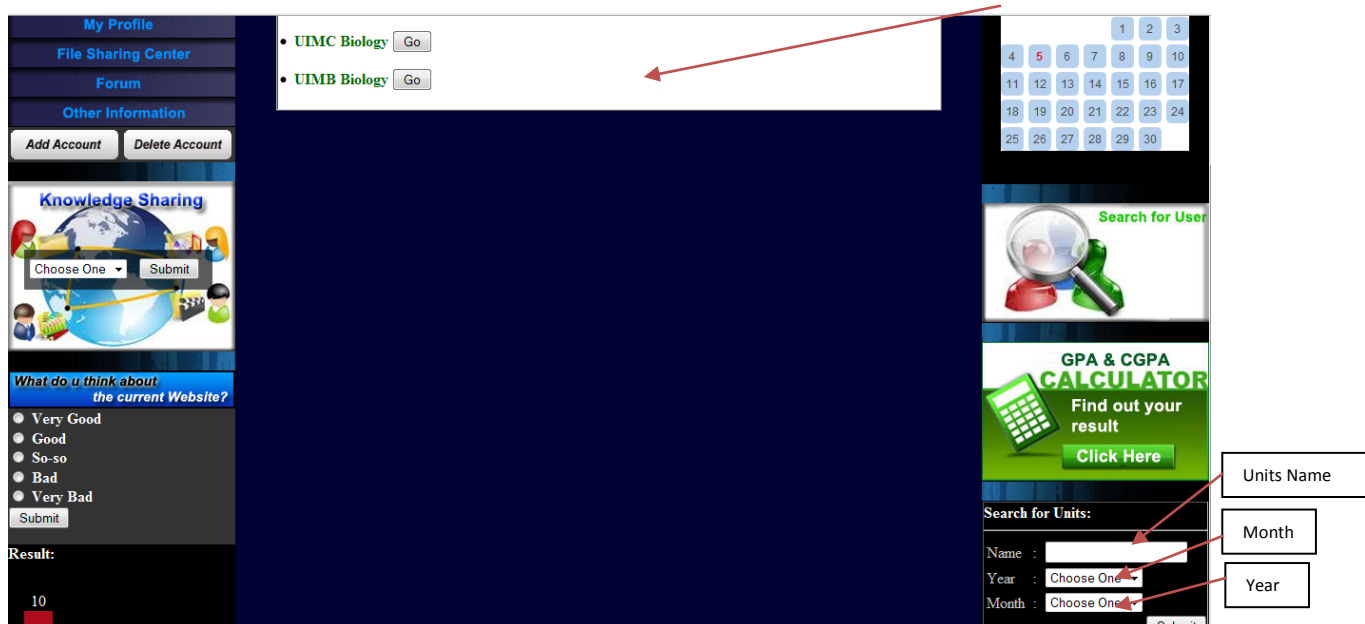 My Profile
File Sharing Center
Forum
Other Information
Add Account Delete Account
Knowledge Sharing
Choose One Submit
What do u think about
the current Website?
Very Good
Good
So-so
Bad
Very Bad
Submit
Result:
10
• UIMC Biology Go
• UIMB Biology Go
1 2 3
4 5 6 7 8 9 10
11 12 13 14 15 16 17
18 19 20 21 22 23 24
25 26 27 28 29 30
Search for User
GPA & CGPA
CALCULATOR
Find out your
result
Click Here
Search for Units:
Name :
Year : Choose One
Month : Choose One
Submit
Units Name
Month
Year